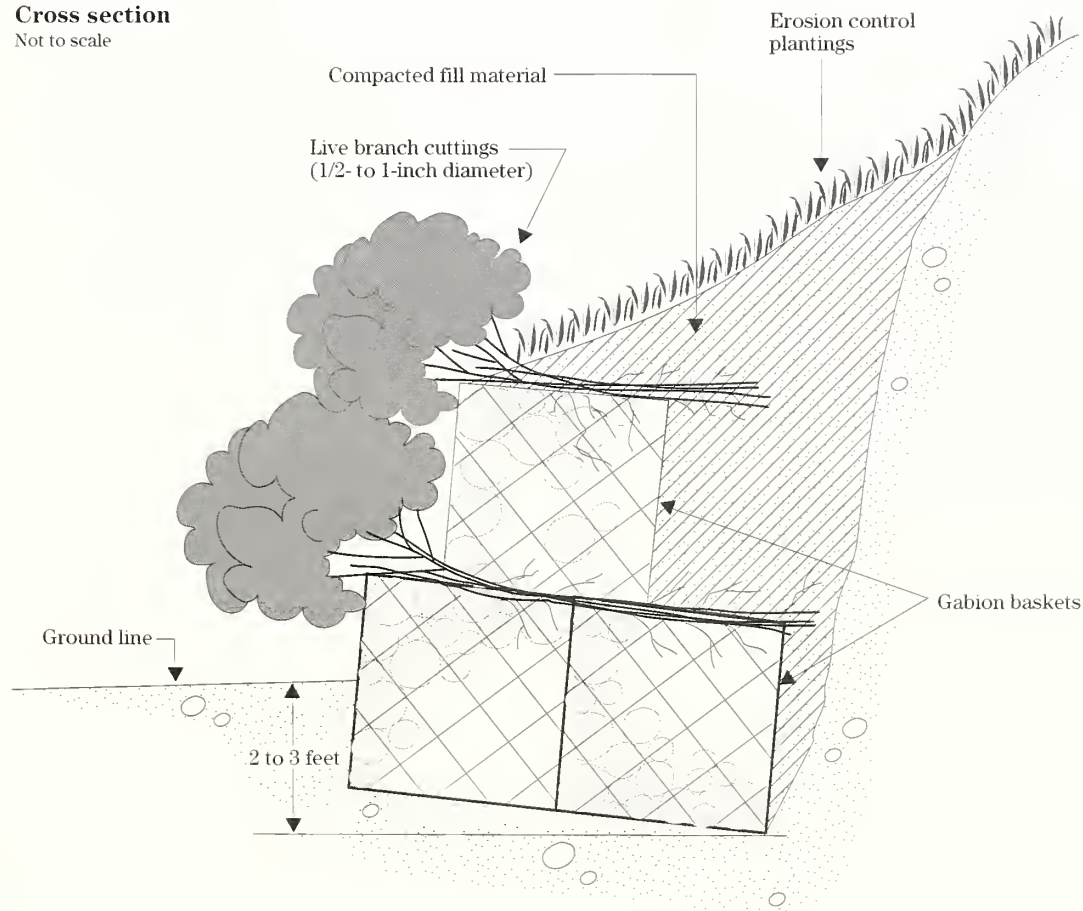 Cross section
Not to scale
Erosion control
plantings
Compacted fill material
Live branch cuttings
(1/2- to 1-inch diameter)
Gabion baskets
Ground line
2 to 3 feet